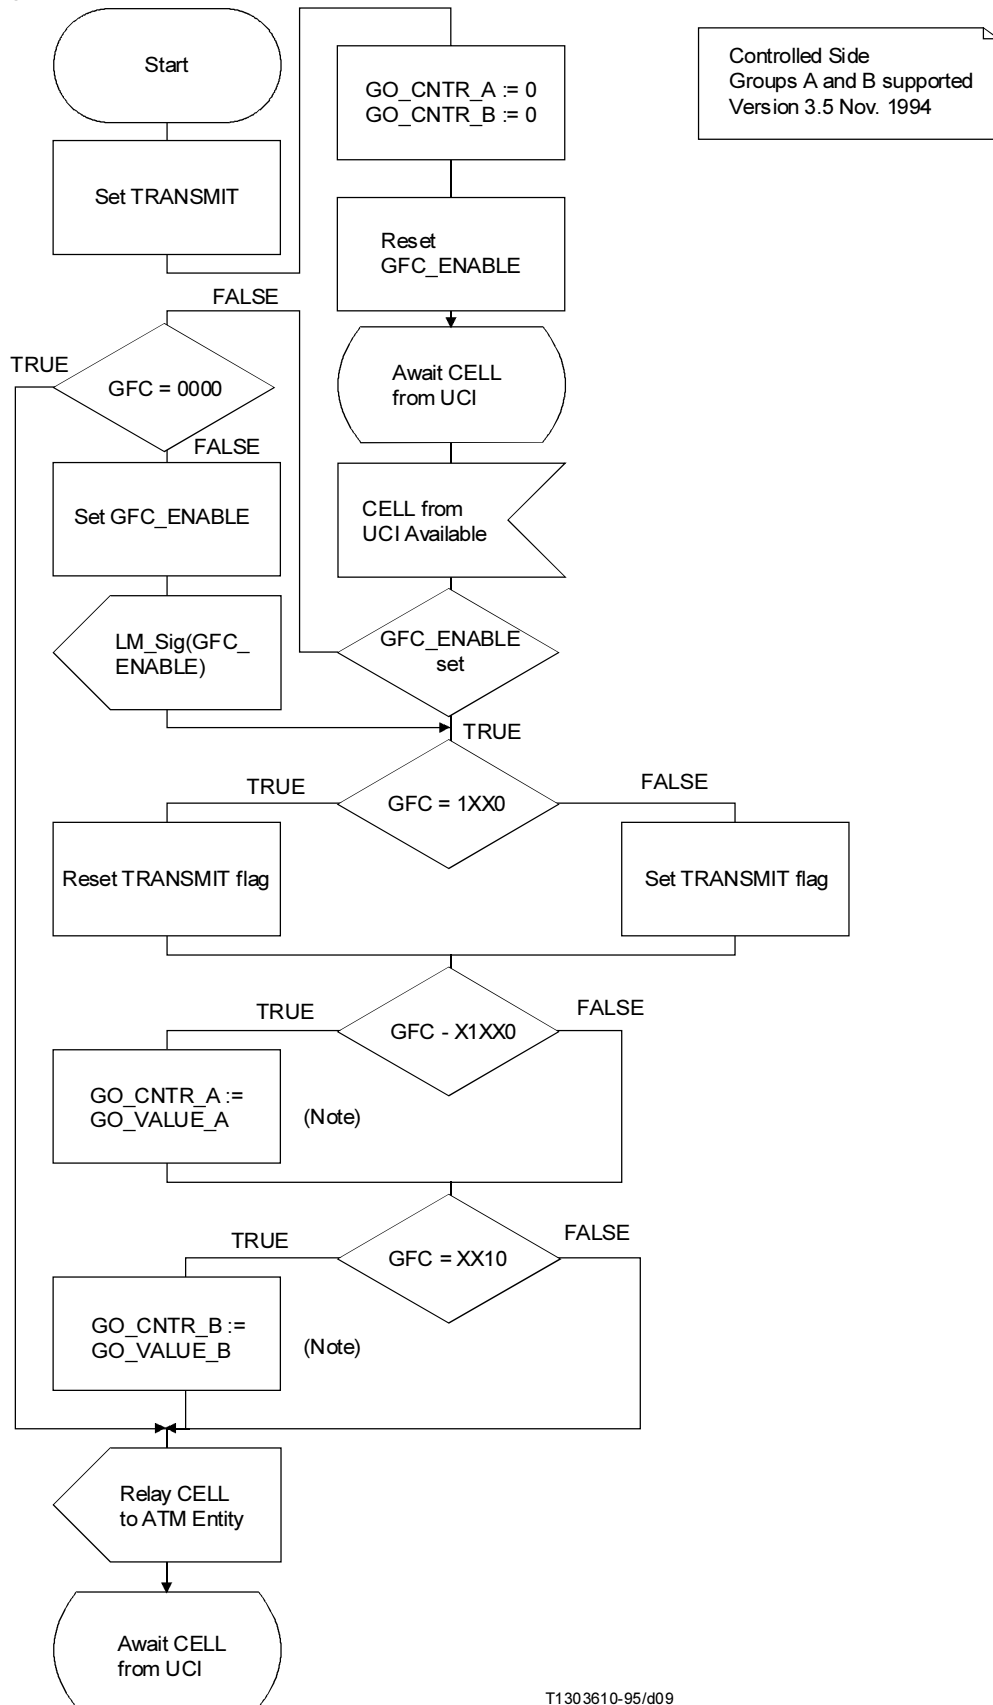 Start
GO_CNTR_A := 0
GO_CNTR_B := 0
Controlled Side
Groups A and B supported
Version 3.5 Nov. 1994
Set TRANSMIT
Reset
GFC_ENABLE
FALSE
TRUE
GFC = 0000
Await CELL
from UCI
FALSE
Set GFC_ENABLE
CELL from
UCI Available
LM_Sig(GFC_
ENABLE)
GFC_ENABLE
set
TRUE
TRUE
GFC = 1XX0
FALSE
Reset TRANSMIT flag
Set TRANSMIT flag
TRUE
GFC - X1XX0
FALSE
GO_CNTR_A :=
GO_VALUE_A
(Note)
TRUE
GFC = XX10
FALSE
GO_CNTR_B :=
GO_VALUE_B
(Note)
Relay CELL
to ATM Entity
Await CELL
from UCI
T1303610-95/d09